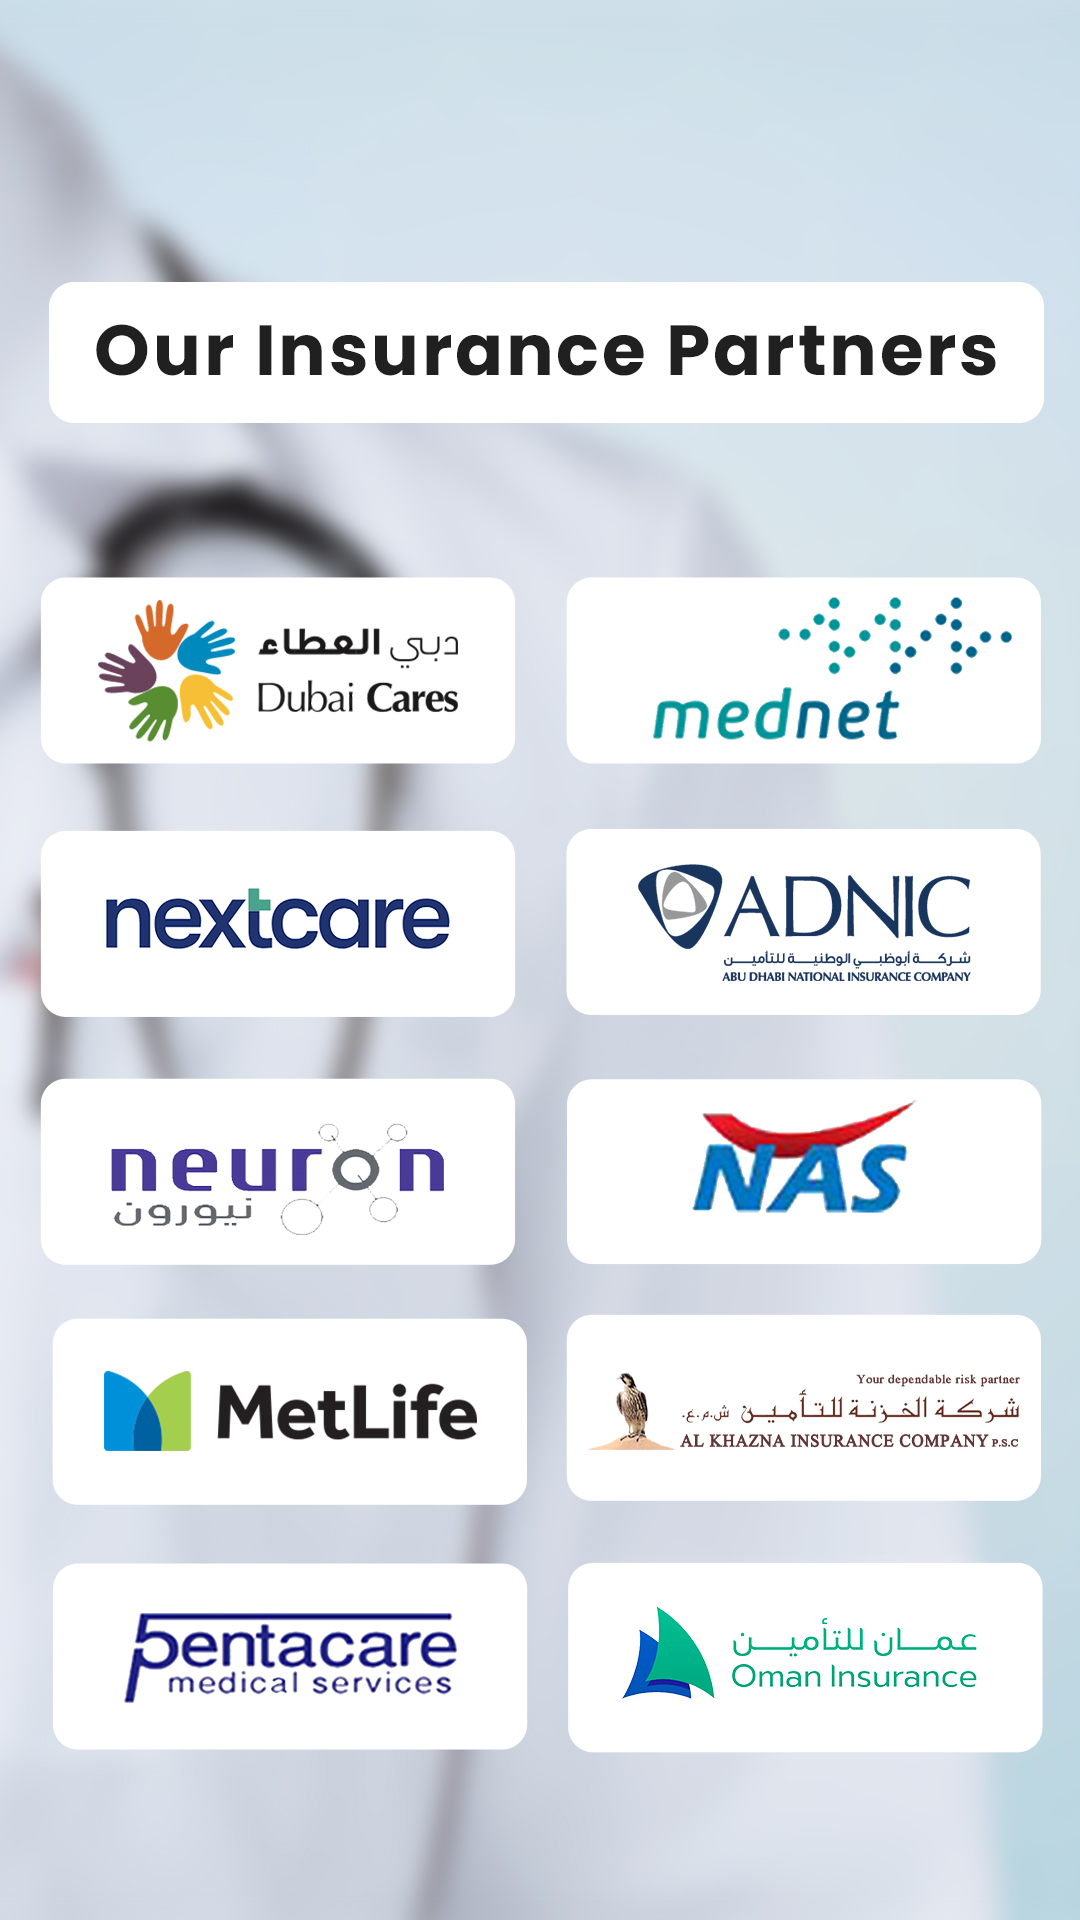 Our Insurance Partners
دبي العطاء
Dubai Cares
mednet
nextcare
ADNIC
شركة أبوظبي الوطنية للتأمين
ABU DHABI NATIONAL INSURANCE COMPANY
neuron
نيورون
NAS
MetLife
Your dependable risk partner
شركة الخزنة للتأمين ش.م.ع.
AL KHAZNA INSURANCE COMPANY P.S.C
pentacare
medical services
عمان للتأمين
Oman Insurance